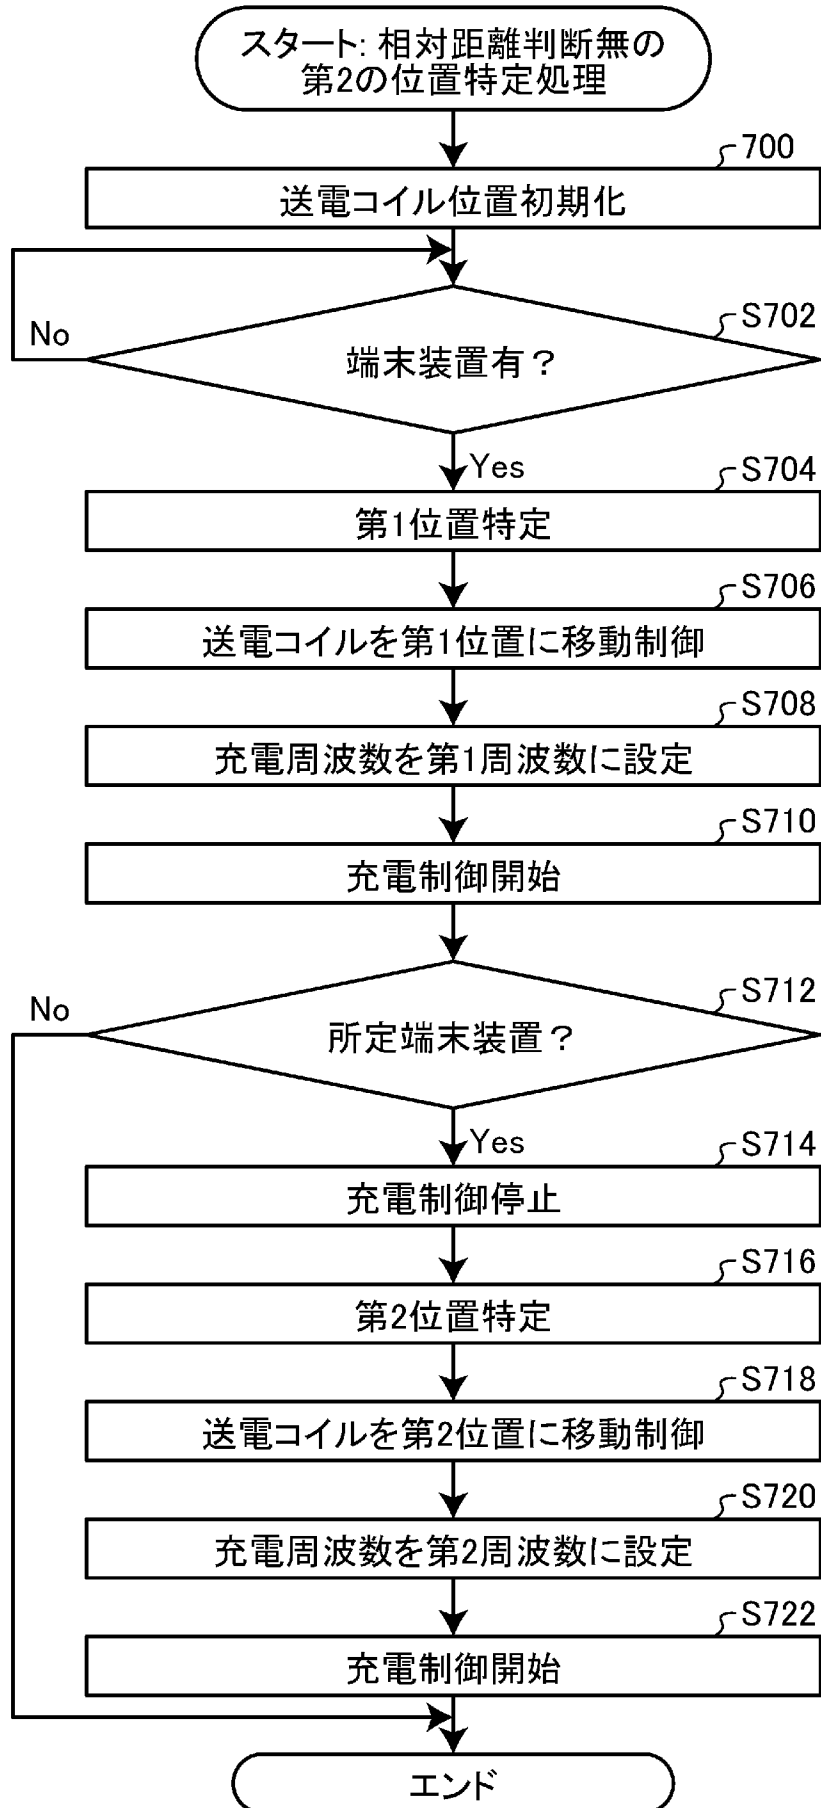 スタート: 相対距離判断無の
第2の位置特定処理
700
送電コイル位置初期化
S702
No
端末装置有？
Yes
S704
第1位置特定
S706
送電コイルを第1位置に移動制御
S708
充電周波数を第1周波数に設定
S710
充電制御開始
S712
No
所定端末装置？
Yes
S714
充電制御停止
S716
第2位置特定
S718
送電コイルを第2位置に移動制御
S720
充電周波数を第2周波数に設定
S722
充電制御開始
エンド